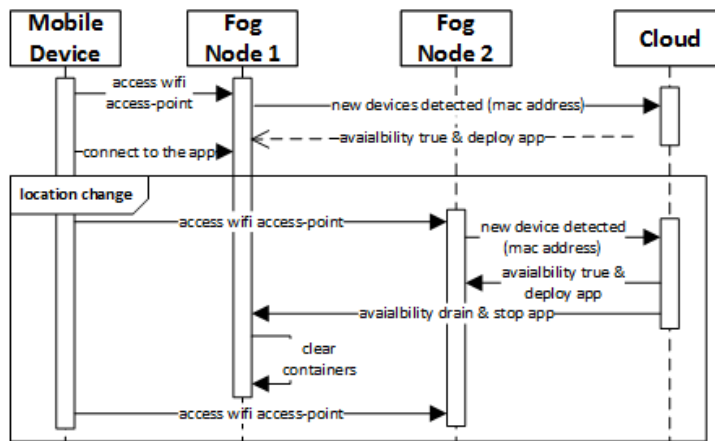 Mobile
Device
Fog
Node 1
Fog
Node 2
Cloud
access wifi
access-point
new devices detected (mac address)
avaialbility true & deploy app
connect to the app
location change
access wifi access-point
new device detected
(mac address)
avaialbility true &
deploy app
avaialbility drain & stop app
clear
containers
access wifi access-point